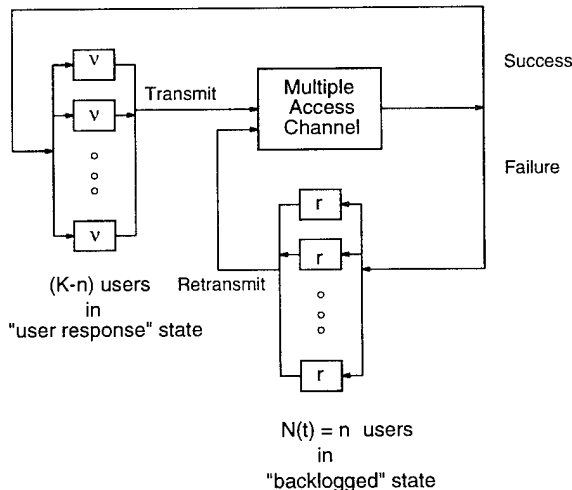 Success
ν
Transmit
Multiple
Access
Channel
ν
Failure
ν
r
r
(K-n) users
in
"user response" state
Retransmit
r
N(t) = n users
in
"backlogged" state